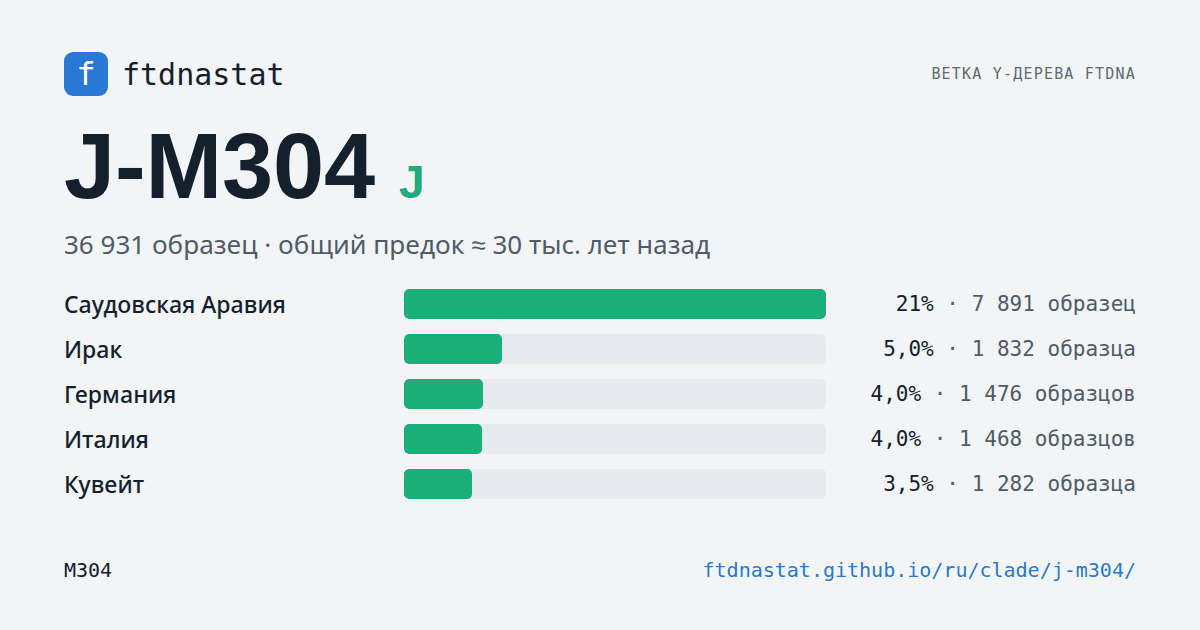 f ftdnastat
ВЕТКА Y-ДЕРЕВА FTDNA
J-M304 J
36 931 образец · общий предок ≈ 30 тыс. лет назад
Саудовская Аравия 21% · 7 891 образец
Ирак 5,0% · 1 832 образца
Германия 4,0% · 1 476 образцов
Италия 4,0% · 1 468 образцов
Кувейт 3,5% · 1 282 образца
M304
ftdnastat.github.io/ru/clade/j-m304/